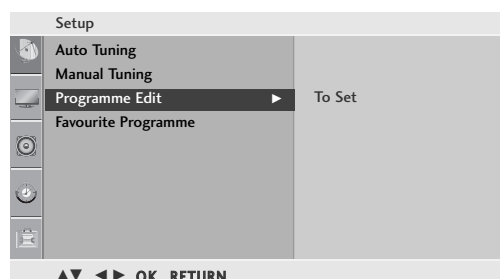 Setup
Auto Tuning
Manual Tuning
Programme Edit ► To Set
Favourite Programme
▲▼ ◄► OK RETURN